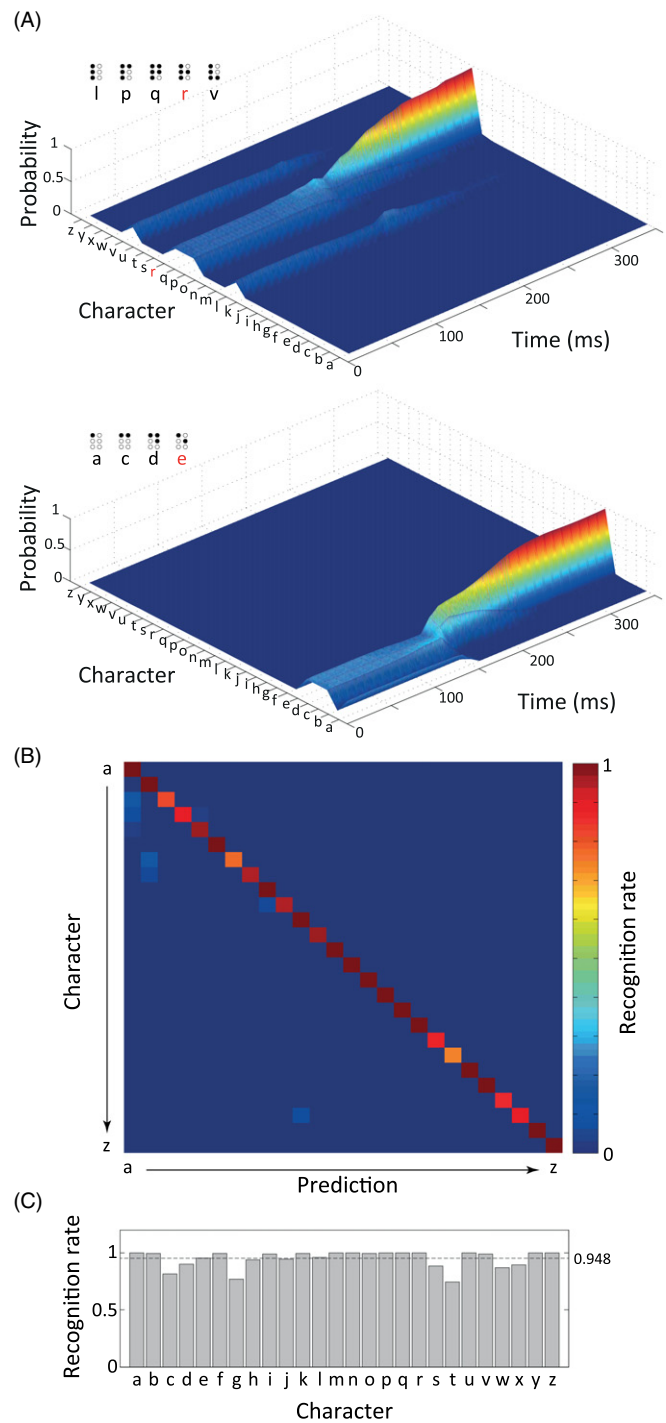 (A)
l p q r v
Probability
1
0.5
0
z y x w v u t s r q p o n m l k j i h g f e d c b a
Character
0 100 200 300
Time (ms)
a c d e
Probability
1
0.5
0
z y x w v u t s r q p o n m l k j i h g f e d c b a
Character
0 100 200 300
Time (ms)
(B)
a
Character
z
a z
Prediction
1
0
Recognition rate
(C)
Recognition rate
1
0.5
0
0.948
a b c d e f g h i j k l m n o p q r s t u v w x y z
Character